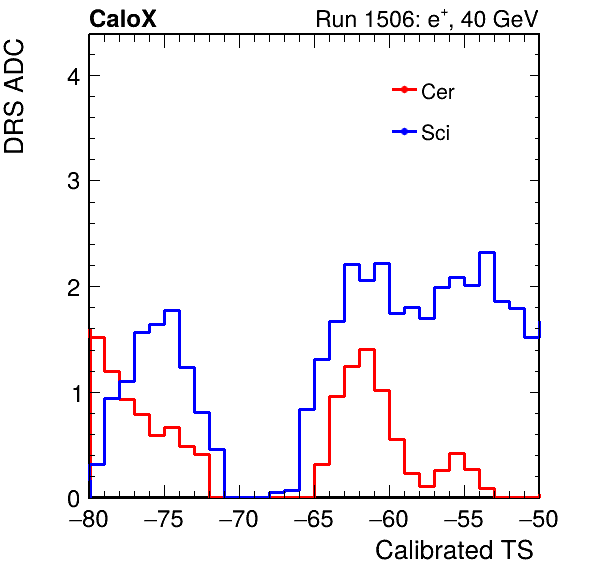 CaloX Run 1506: e⁺, 40 GeV
DRS ADC
Cer
Sci
4
3
2
1
0
−80 −75 −70 −65 −60 −55 −50
Calibrated TS